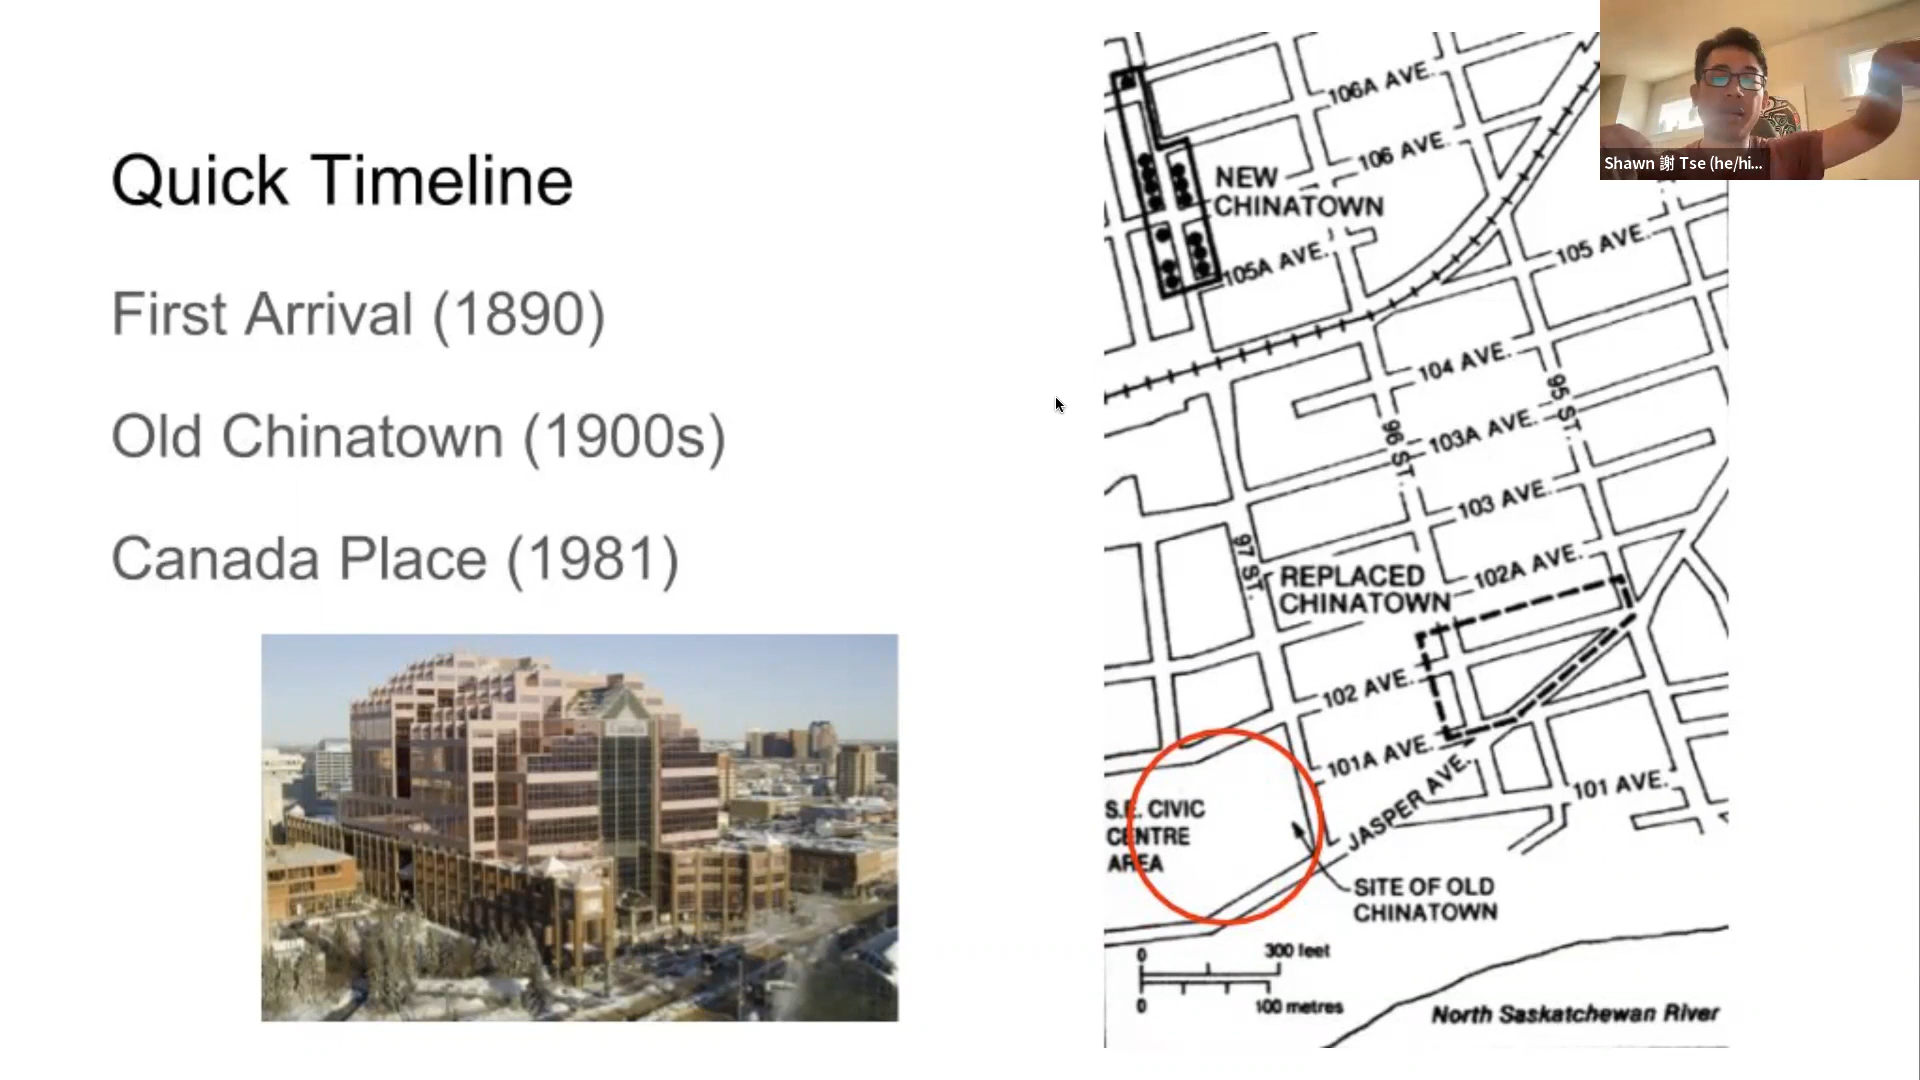 Quick Timeline
First Arrival (1890)
Old Chinatown (1900s)
Canada Place (1981)
106A AVE.
106 AVE.
NEW
CHINATOWN
105A AVE.
105 AVE.
104 AVE.
95 ST.
103A AVE.
96 ST.
103 AVE.
97 ST.
102A AVE.
REPLACED
CHINATOWN
102 AVE.
101A AVE.
JASPER AVE.
101 AVE.
S.E. CIVIC
CENTRE
AREA
SITE OF OLD
CHINATOWN
0 300 feet
0 100 metres
North Saskatchewan River
Shawn 謝 Tse (he/hi...